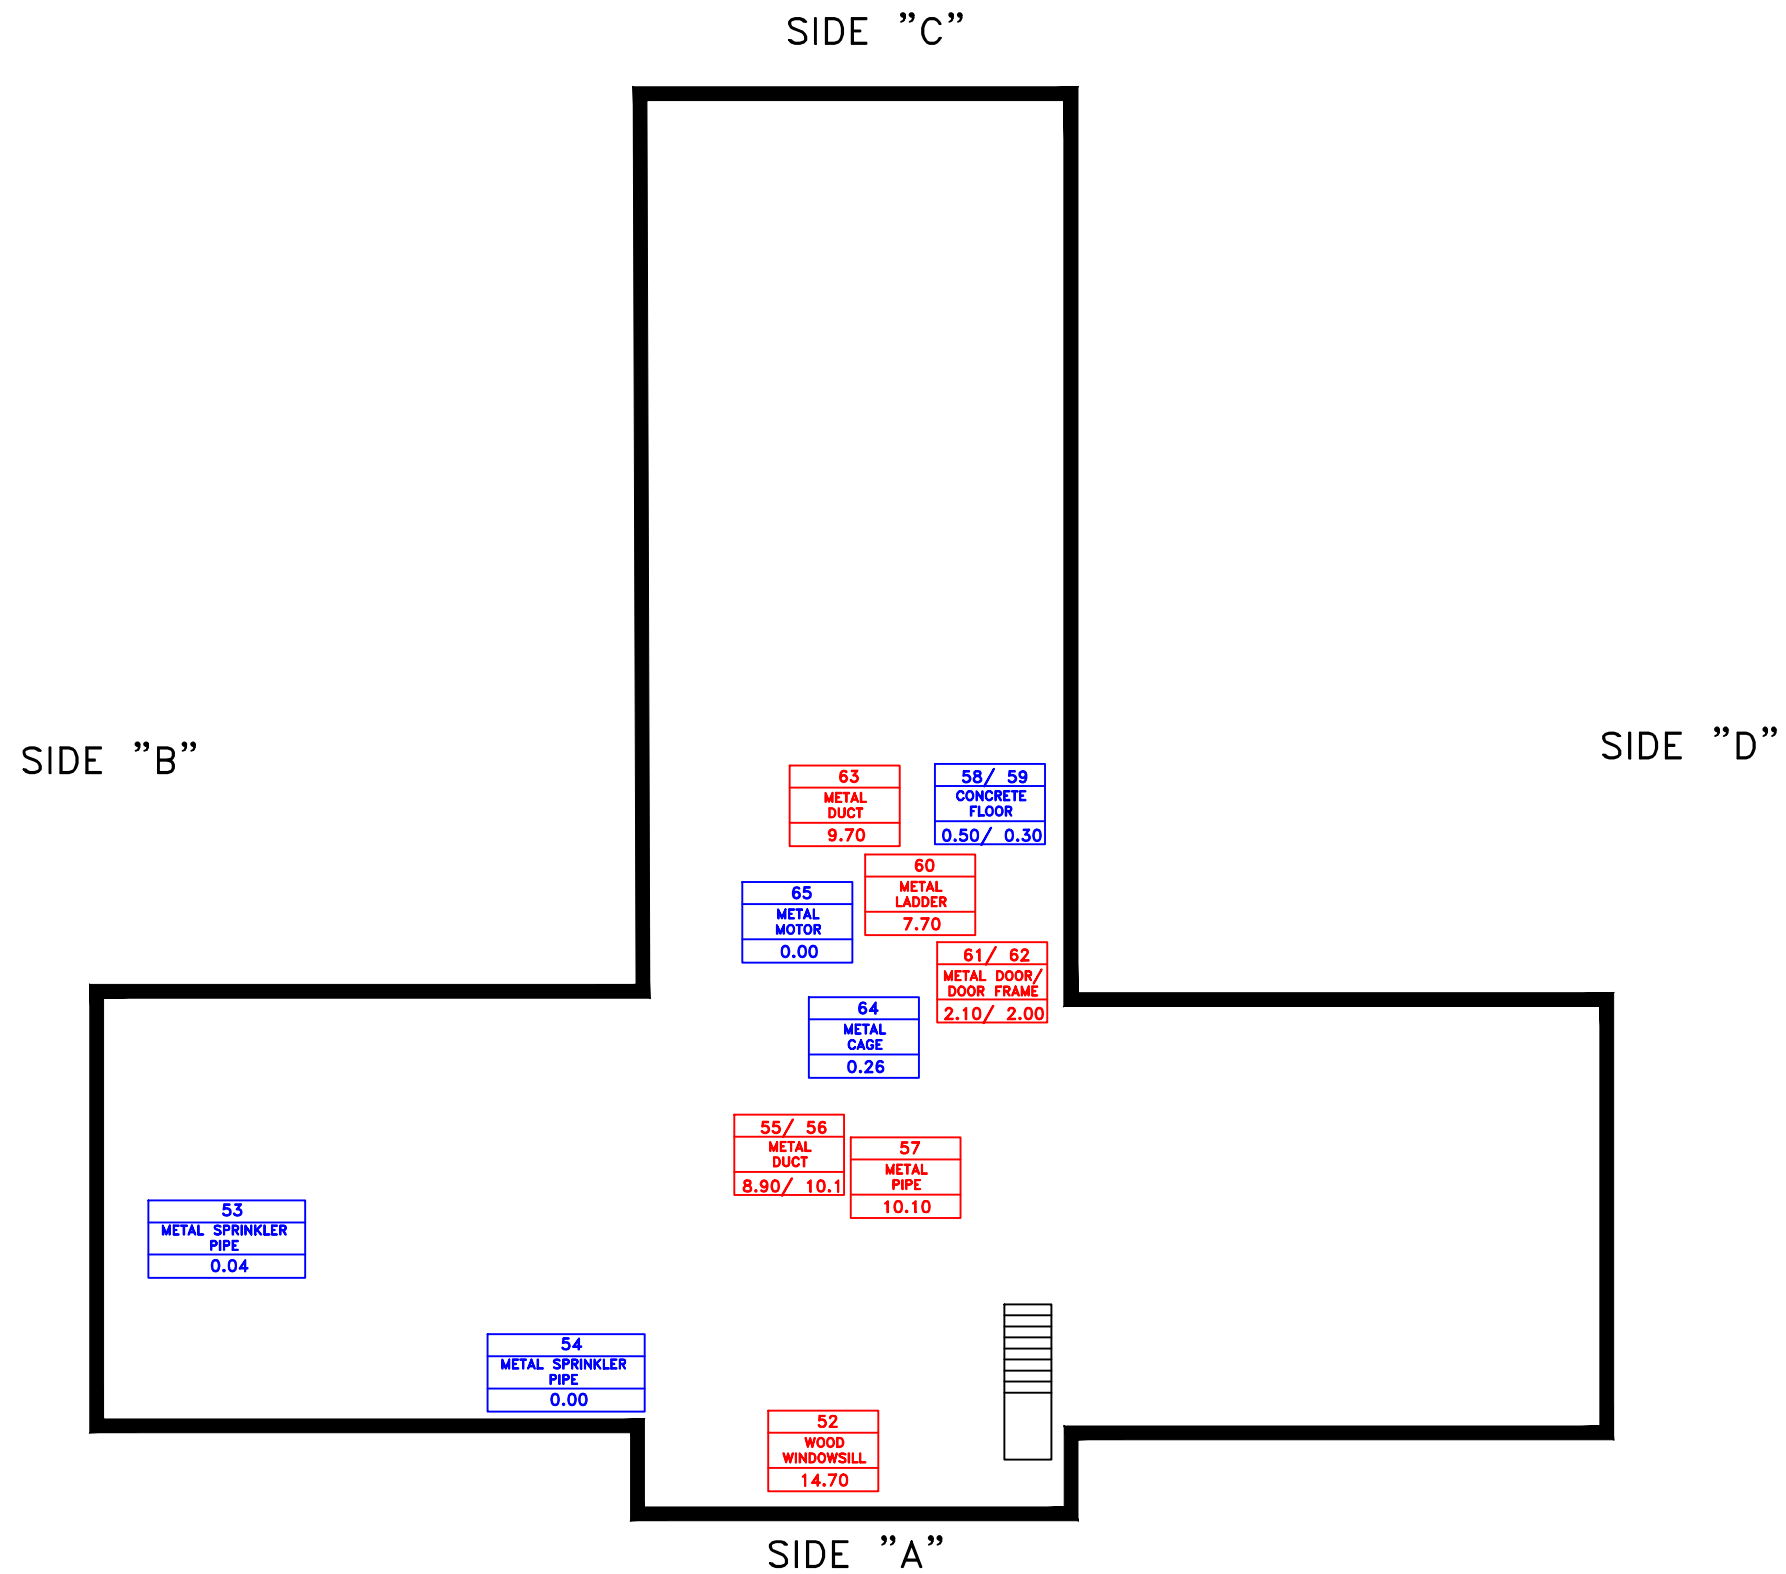 SIDE "C"
SIDE "B"
SIDE "D"
63
METAL
DUCT
9.70
58/ 59
CONCRETE
FLOOR
0.50/ 0.30
60
METAL
LADDER
7.70
65
METAL
MOTOR
0.00
61/ 62
METAL DOOR/
DOOR FRAME
2.10/ 2.00
64
METAL
CAGE
0.26
55/ 56
METAL
DUCT
8.90/ 10.1
57
METAL
PIPE
10.10
53
METAL SPRINKLER
PIPE
0.04
54
METAL SPRINKLER
PIPE
0.00
52
WOOD
WINDOWSILL
14.70
SIDE "A"